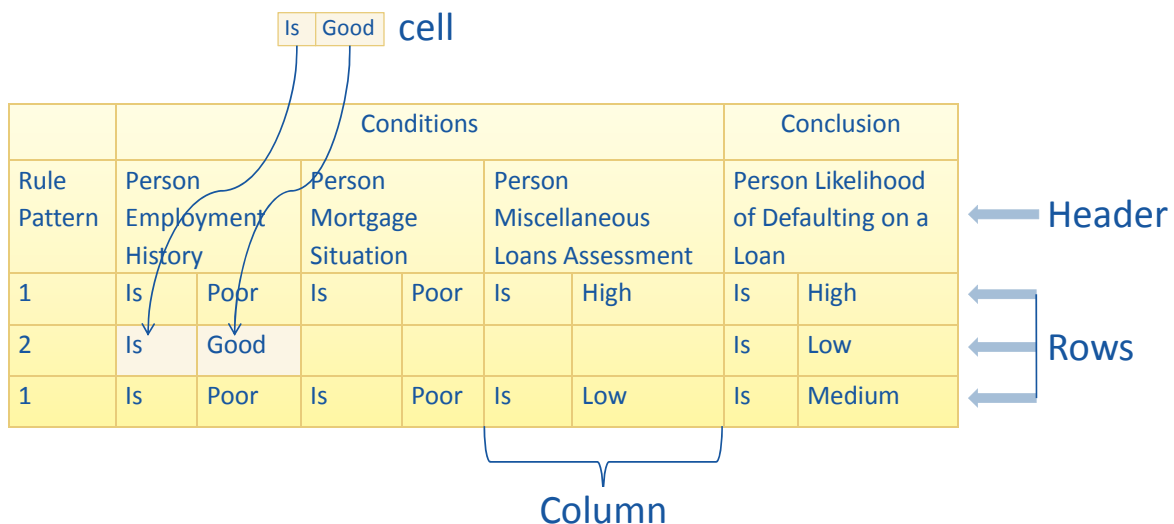 Is Good cell
Conditions Conclusion
Rule Person Person Person Person Likelihood
Pattern Employment Mortgage Miscellaneous of Defaulting on a Header
History Situation Loans Assessment Loan
1 Is Poor Is Poor Is High Is High
2 Is Good Is Low Rows
1 Is Poor Is Poor Is Low Is Medium
Column